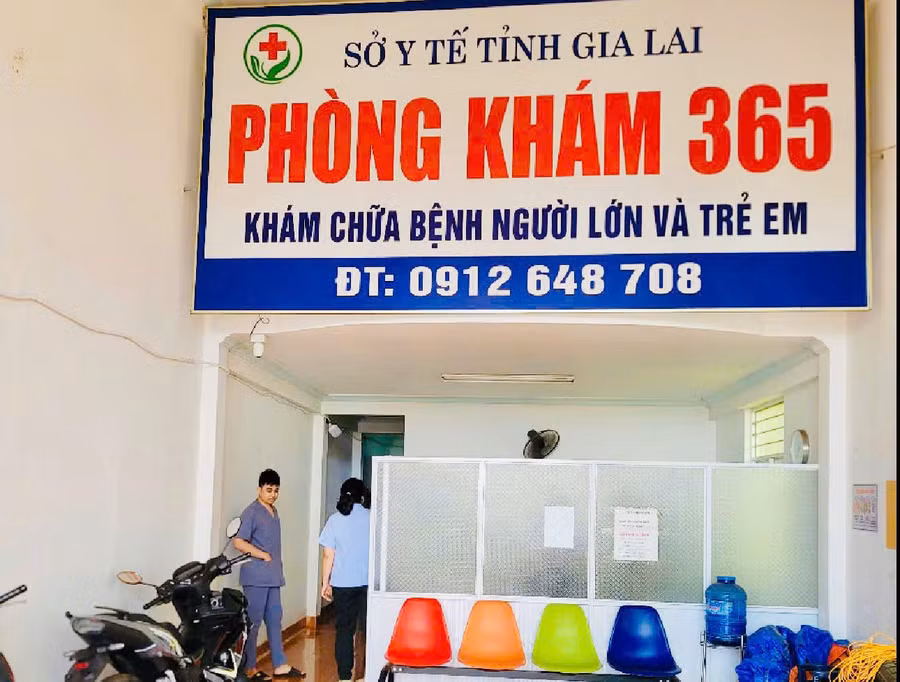 SỞ Y TẾ TỈNH GIA LAI
PHÒNG KHÁM 365
KHÁM CHỮA BỆNH NGƯỜI LỚN VÀ TRẺ EM
ĐT: 0912 648 708